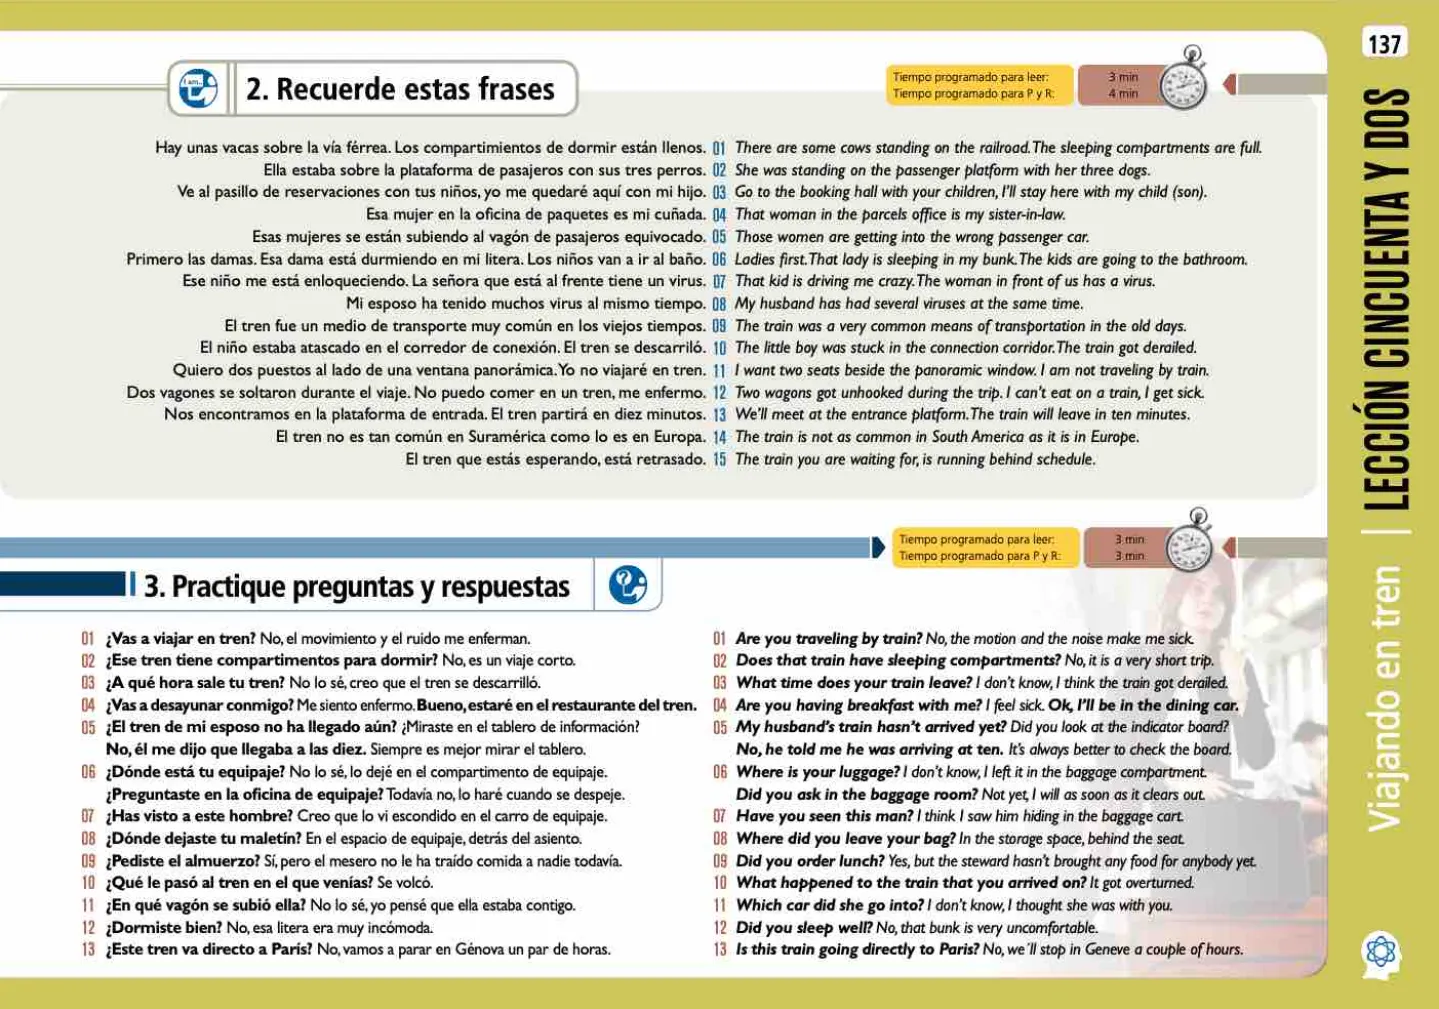 137
2. Recuerde estas frases
Tiempo programado para leer: 3 min
Tiempo programado para P y R: 4 min
Hay unas vacas sobre la vía férrea. Los compartimientos de dormir están llenos. 01 There are some cows standing on the railroad. The sleeping compartments are full.
Ella estaba sobre la plataforma de pasajeros con sus tres perros. 02 She was standing on the passenger platform with her three dogs.
Ve al pasillo de reservaciones con tus niños, yo me quedaré aquí con mi hijo. 03 Go to the booking hall with your children, I'll stay here with my child (son).
Esa mujer en la oficina de paquetes es mi cuñada. 04 That woman in the parcels office is my sister-in-law.
Esas mujeres se están subiendo al vagón de pasajeros equivocado. 05 Those women are getting into the wrong passenger car.
Primero las damas. Esa dama está durmiendo en mi litera. Los niños van a ir al baño. 06 Ladies first. That lady is sleeping in my bunk. The kids are going to the bathroom.
Ese niño me está enloqueciendo. La señora que está al frente tiene un virus. 07 That kid is driving me crazy. The woman in front of us has a virus.
Mi esposo ha tenido muchos virus al mismo tiempo. 08 My husband has had several viruses at the same time.
El tren fue un medio de transporte muy común en los viejos tiempos. 09 The train was a very common means of transportation in the old days.
El niño estaba atascado en el corredor de conexión. El tren se descarriló. 10 The little boy was stuck in the connection corridor. The train got derailed.
Quiero dos puestos al lado de una ventana panorámica. Yo no viajaré en tren. 11 I want two seats beside the panoramic window. I am not traveling by train.
Dos vagones se soltaron durante el viaje. No puedo comer en un tren, me enfermo. 12 Two wagons got unhooked during the trip. I can't eat on a train, I get sick.
Nos encontramos en la plataforma de entrada. El tren partirá en diez minutos. 13 We'll meet at the entrance platform. The train will leave in ten minutes.
El tren no es tan común en Suramérica como lo es en Europa. 14 The train is not as common in South America as it is in Europe.
El tren que estás esperando, está retrasado. 15 The train you are waiting for, is running behind schedule.
Tiempo programado para leer: 3 min
Tiempo programado para P y R: 3 min
3. Practique preguntas y respuestas
01 ¿Vas a viajar en tren? No, el movimiento y el ruido me enferman.
02 ¿Ese tren tiene compartimentos para dormir? No, es un viaje corto.
03 ¿A qué hora sale tu tren? No lo sé, creo que el tren se descarrilló.
04 ¿Vas a desayunar conmigo? Me siento enfermo. Bueno, estaré en el restaurante del tren.
05 ¿El tren de mi esposo no ha llegado aún? ¿Miraste en el tablero de información?
No, él me dijo que llegaba a las diez. Siempre es mejor mirar el tablero.
06 ¿Dónde está tu equipaje? No lo sé, lo dejé en el compartimento de equipaje.
¿Preguntaste en la oficina de equipaje? Todavía no, lo haré cuando se despeje.
07 ¿Has visto a este hombre? Creo que lo vi escondido en el carro de equipaje.
08 ¿Dónde dejaste tu maletín? En el espacio de equipaje, detrás del asiento.
09 ¿Pediste el almuerzo? Sí, pero el mesero no le ha traído comida a nadie todavía.
10 ¿Qué le pasó al tren en el que venías? Se volcó.
11 ¿En qué vagón se subió ella? No lo sé, yo pensé que ella estaba contigo.
12 ¿Dormiste bien? No, esa litera era muy incómoda.
13 ¿Este tren va directo a París? No, vamos a parar en Génova un par de horas.
01 Are you traveling by train? No, the motion and the noise make me sick.
02 Does that train have sleeping compartments? No, it is a very short trip.
03 What time does your train leave? I don't know, I think the train got derailed.
04 Are you having breakfast with me? I feel sick. Ok, I'll be in the dining car.
05 My husband's train hasn't arrived yet? Did you look at the indicator board?
No, he told me he was arriving at ten. It's always better to check the board.
06 Where is your luggage? I don't know, I left it in the baggage compartment.
Did you ask in the baggage room? Not yet, I will as soon as it clears out.
07 Have you seen this man? I think I saw him hiding in the baggage cart.
08 Where did you leave your bag? In the storage space, behind the seat.
09 Did you order lunch? Yes, but the steward hasn't brought any food for anybody yet.
10 What happened to the train that you arrived on? It got overturned.
11 Which car did she go into? I don't know, I thought she was with you.
12 Did you sleep well? No, that bunk is very uncomfortable.
13 Is this train going directly to Paris? No, we´ll stop in Geneve a couple of hours.
Viajando en tren | LECCIÓN CINCUENTA Y DOS